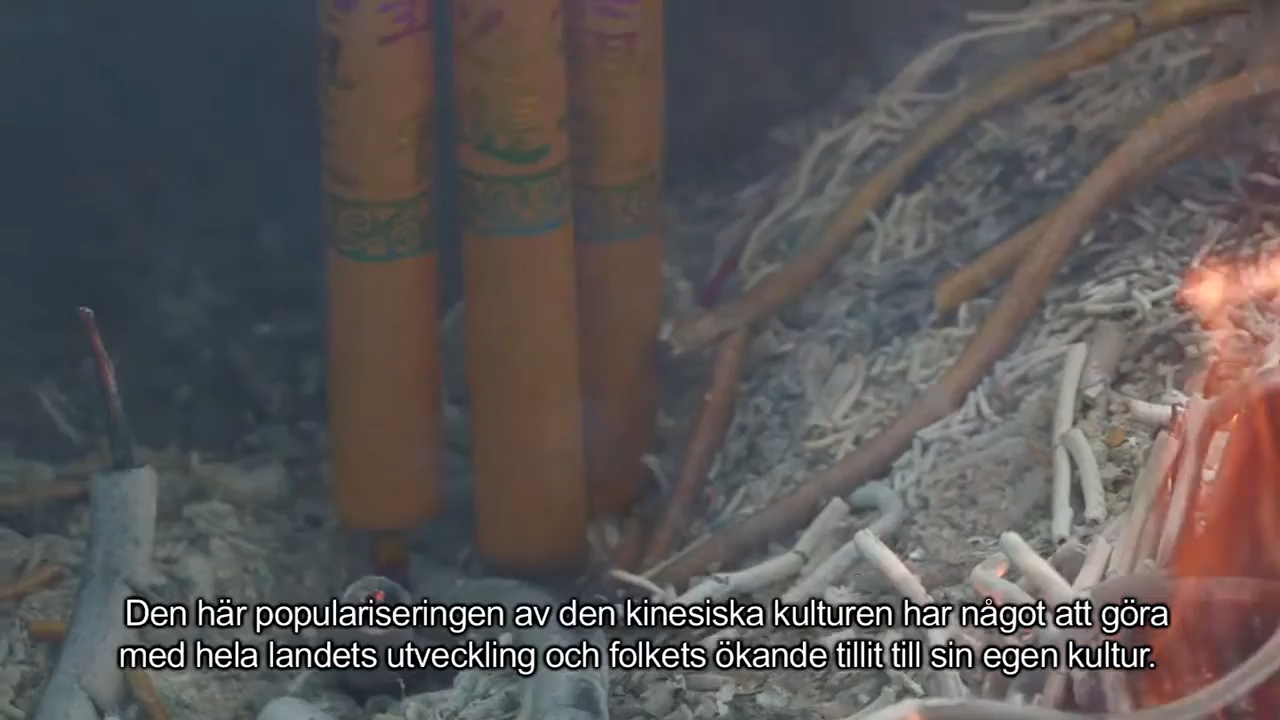 Den här populariseringen av den kinesiska kulturen har något att göra
med hela landets utveckling och folkets ökande tillit till sin egen kultur.